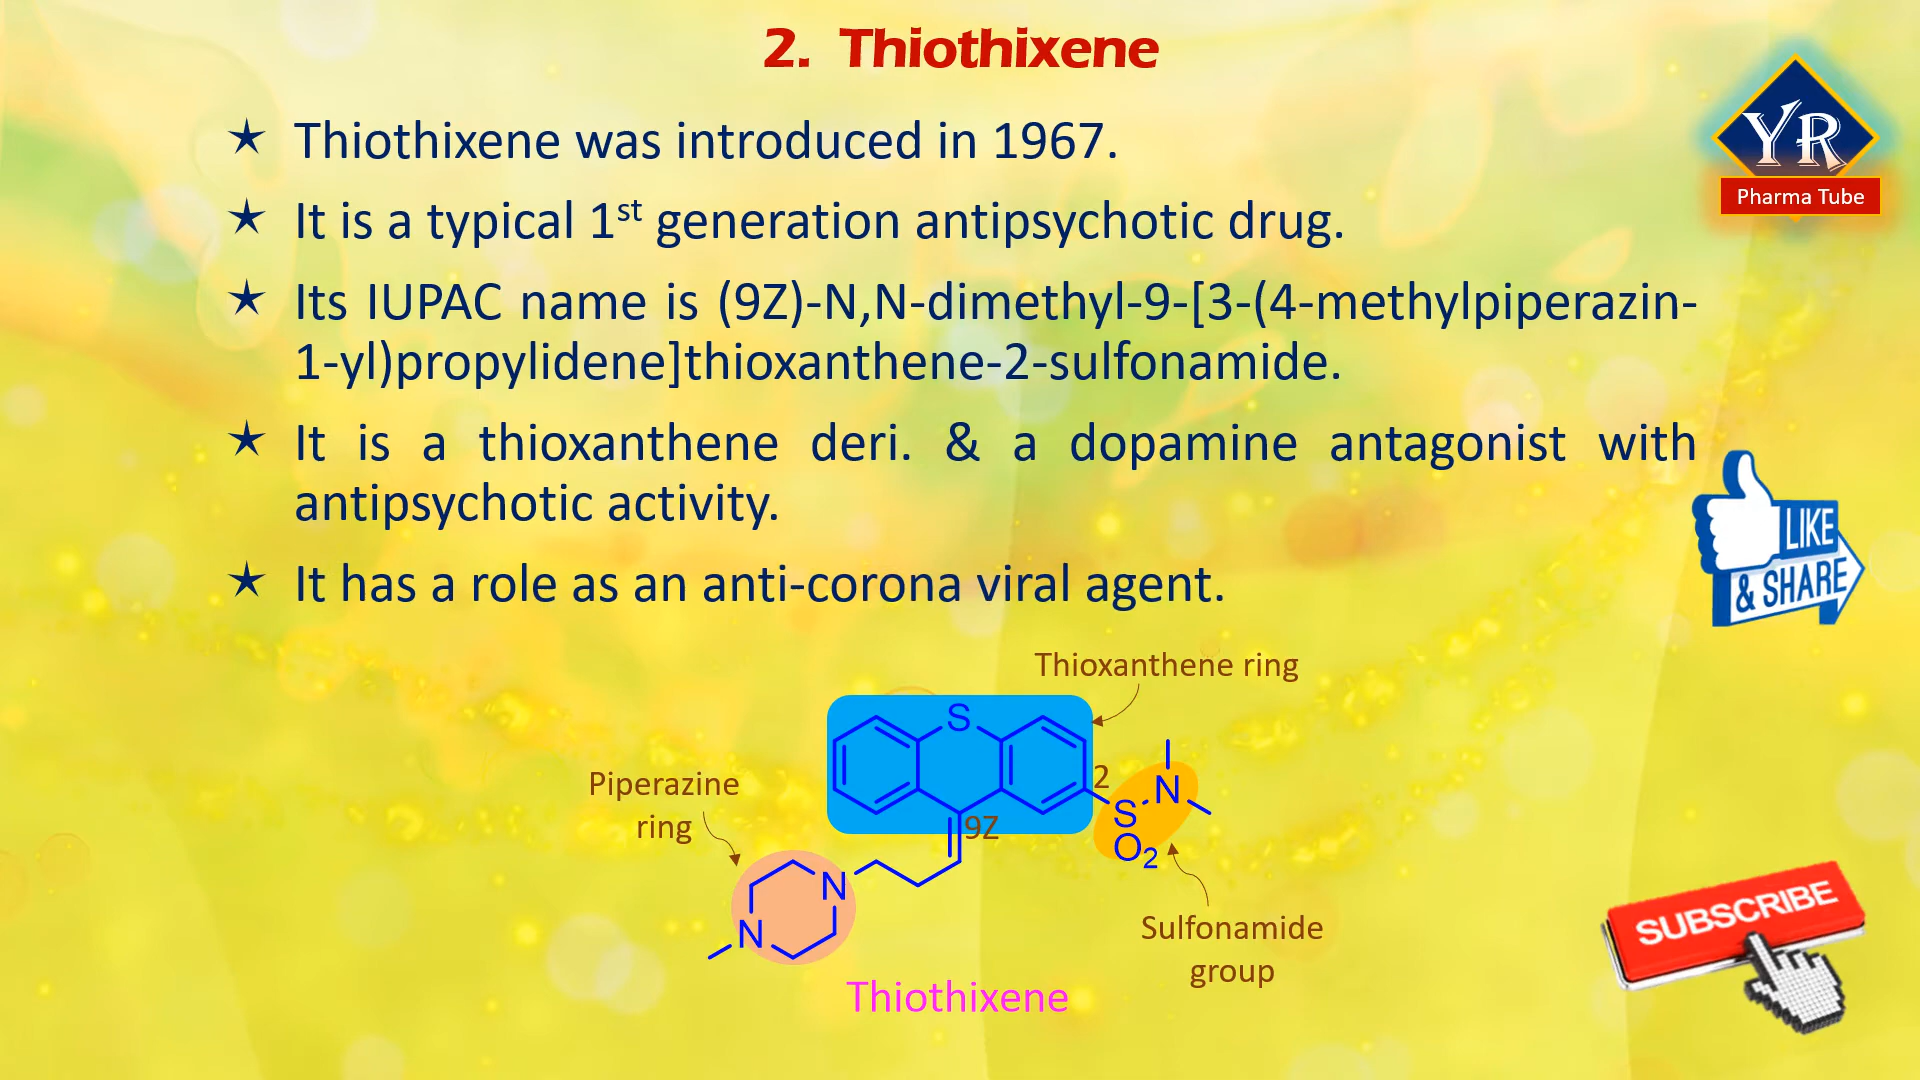 2. Thiothixene
YR
Pharma Tube
★ Thiothixene was introduced in 1967.
★ It is a typical 1st generation antipsychotic drug.
★ Its IUPAC name is (9Z)-N,N-dimethyl-9-[3-(4-methylpiperazin-
1-yl)propylidene]thioxanthene-2-sulfonamide.
★ It is a thioxanthene deri. & a dopamine antagonist with
antipsychotic activity.
★ It has a role as an anti-corona viral agent.
LIKE
& SHARE
Thioxanthene ring
S
Piperazine
ring
2
N
S
O2
9Z
N
N
Sulfonamide
group
Thiothixene
SUBSCRIBE